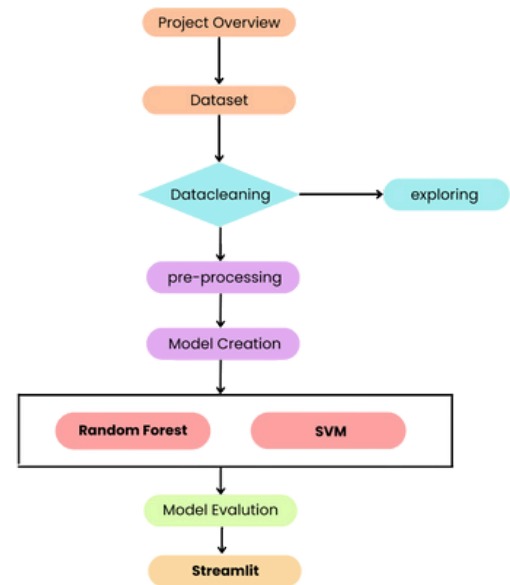 Project Overview
Dataset
Datacleaning
exploring
pre-processing
Model Creation
Random Forest
SVM
Model Evalution
Streamlit